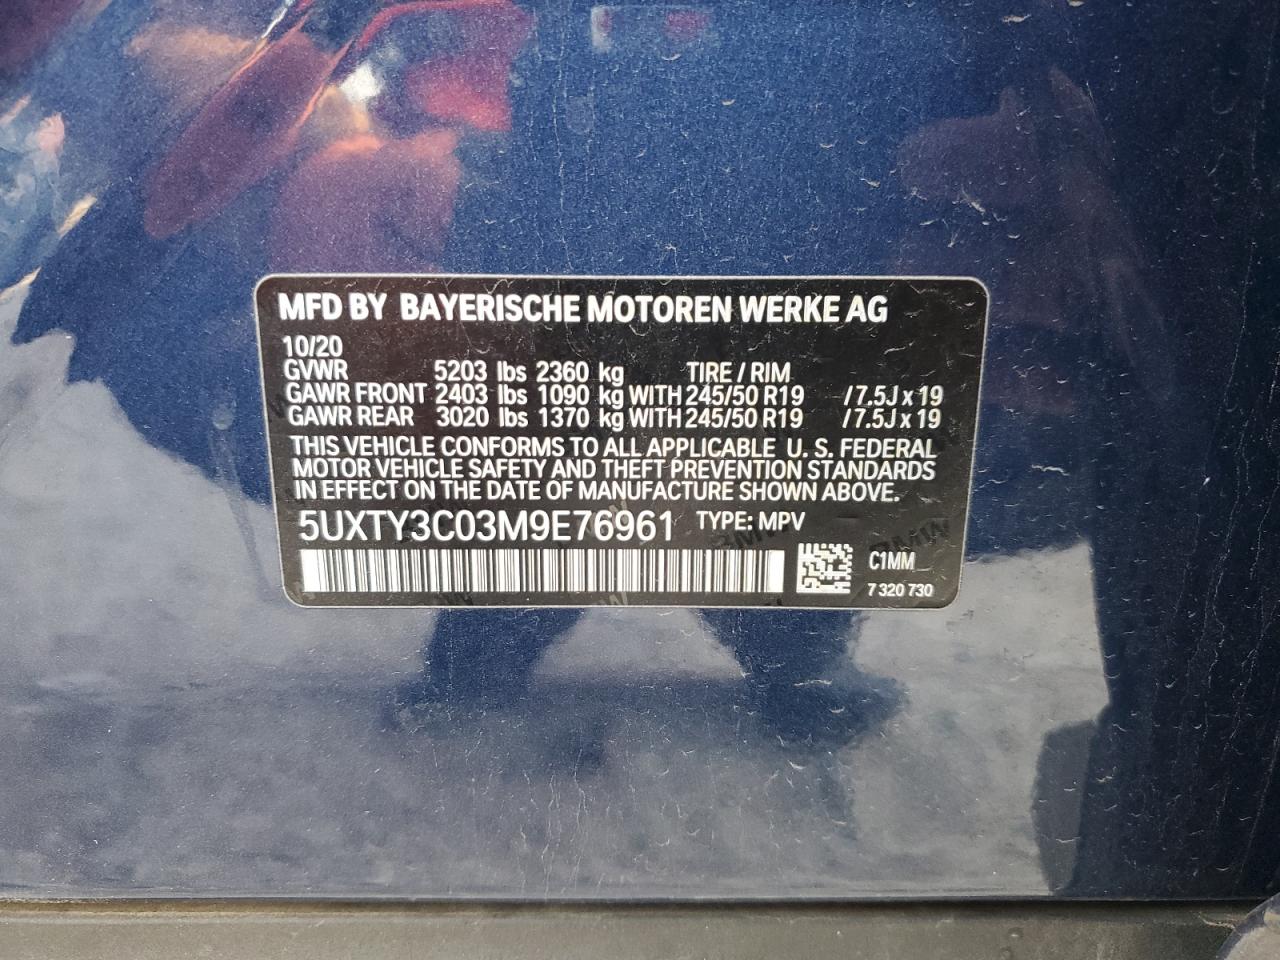 MFD BY BAYERISCHE MOTOREN WERKE AG
10/20
GVWR 5203 lbs 2360 kg TIRE / RIM
GAWR FRONT 2403 lbs 1090 kg WITH 245/50 R19 /7.5J x 19
GAWR REAR 3020 lbs 1370 kg WITH 245/50 R19 /7.5J x 19
THIS VEHICLE CONFORMS TO ALL APPLICABLE U. S. FEDERAL
MOTOR VEHICLE SAFETY AND THEFT PREVENTION STANDARDS
IN EFFECT ON THE DATE OF MANUFACTURE SHOWN ABOVE.
5UXTY3C03M9E76961 TYPE: MPV
C1MM
7 320 730